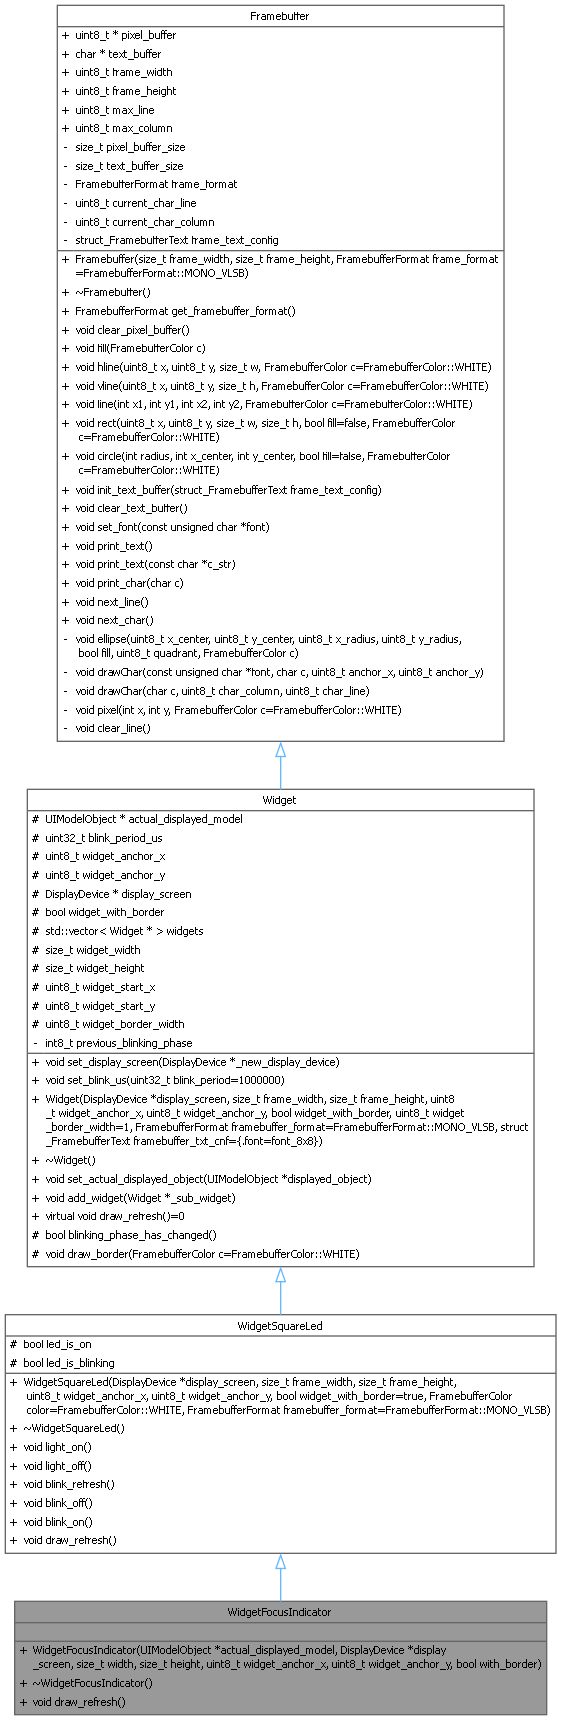 Framebuffer
+ uint8_t * pixel_buffer
+ char * text_buffer
+ uint8_t frame_width
+ uint8_t frame_height
+ uint8_t max_line
+ uint8_t max_column
- size_t pixel_buffer_size
- size_t text_buffer_size
- FramebufferFormat frame_format
- uint8_t current_char_line
- uint8_t current_char_column
- struct_FramebufferText frame_text_config
+ Framebuffer(size_t frame_width, size_t frame_height, FramebufferFormat frame_format
=FramebufferFormat::MONO_VLSB)
+ ~Framebuffer()
+ FramebufferFormat get_framebuffer_format()
+ void clear_pixel_buffer()
+ void fill(FramebufferColor c)
+ void hline(uint8_t x, uint8_t y, size_t w, FramebufferColor c=FramebufferColor::WHITE)
+ void vline(uint8_t x, uint8_t y, size_t h, FramebufferColor c=FramebufferColor::WHITE)
+ void line(int x1, int y1, int x2, int y2, FramebufferColor c=FramebufferColor::WHITE)
+ void rect(uint8_t x, uint8_t y, size_t w, size_t h, bool fill=false, FramebufferColor
c=FramebufferColor::WHITE)
+ void circle(int radius, int x_center, int y_center, bool fill=false, FramebufferColor
c=FramebufferColor::WHITE)
+ void init_text_buffer(struct_FramebufferText frame_text_config)
+ void clear_text_buffer()
+ void set_font(const unsigned char *font)
+ void print_text()
+ void print_text(const char *c_str)
+ void print_char(char c)
+ void next_line()
+ void next_char()
- void ellipse(uint8_t x_center, uint8_t y_center, uint8_t x_radius, uint8_t y_radius,
bool fill, uint8_t quadrant, FramebufferColor c)
- void drawChar(const unsigned char *font, char c, uint8_t anchor_x, uint8_t anchor_y)
- void drawChar(char c, uint8_t char_column, uint8_t char_line)
- void pixel(int x, int y, FramebufferColor c=FramebufferColor::WHITE)
- void clear_line()
Widget
# UIModelObject * actual_displayed_model
# uint32_t blink_period_us
# uint8_t widget_anchor_x
# uint8_t widget_anchor_y
# DisplayDevice * display_screen
# bool widget_with_border
# std::vector< Widget * > widgets
# size_t widget_width
# size_t widget_height
# uint8_t widget_start_x
# uint8_t widget_start_y
# uint8_t widget_border_width
- int8_t previous_blinking_phase
+ void set_display_screen(DisplayDevice *_new_display_device)
+ void set_blink_us(uint32_t blink_period=1000000)
+ Widget(DisplayDevice *display_screen, size_t frame_width, size_t frame_height, uint8
_t widget_anchor_x, uint8_t widget_anchor_y, bool widget_with_border, uint8_t widget
_border_width=1, FramebufferFormat framebuffer_format=FramebufferFormat::MONO_VLSB, struct
_FramebufferText framebuffer_txt_cnf={.font=font_8x8})
+ ~Widget()
+ void set_actual_displayed_object(UIModelObject *displayed_object)
+ void add_widget(Widget *_sub_widget)
+ virtual void draw_refresh()=0
# bool blinking_phase_has_changed()
# void draw_border(FramebufferColor c=FramebufferColor::WHITE)
WidgetSquareLed
# bool led_is_on
# bool led_is_blinking
+ WidgetSquareLed(DisplayDevice *display_screen, size_t frame_width, size_t frame_height,
uint8_t widget_anchor_x, uint8_t widget_anchor_y, bool widget_with_border=true, FramebufferColor
color=FramebufferColor::WHITE, FramebufferFormat framebuffer_format=FramebufferFormat::MONO_VLSB)
+ ~WidgetSquareLed()
+ void light_on()
+ void light_off()
+ void blink_refresh()
+ void blink_off()
+ void blink_on()
+ void draw_refresh()
WidgetFocusIndicator
+ WidgetFocusIndicator(UIModelObject *actual_displayed_model, DisplayDevice *display
_screen, size_t width, size_t height, uint8_t widget_anchor_x, uint8_t widget_anchor_y, bool with_border)
+ ~WidgetFocusIndicator()
+ void draw_refresh()